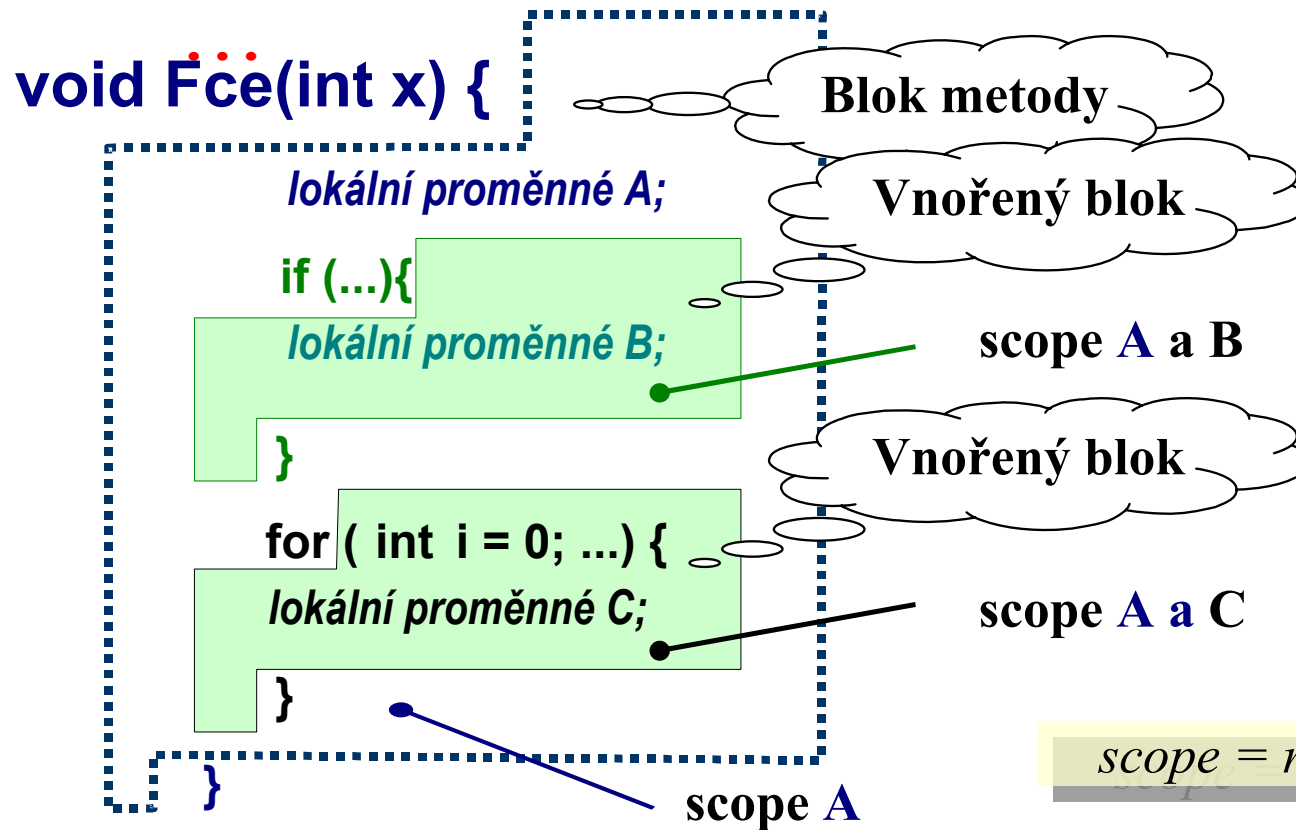 void Fce(int x) {
Blok metody
lokální proměnné A;
Vnořený blok
if (...){
lokální proměnné B;
scope A a B
}
Vnořený blok
for ( int i = 0; ...) {
lokální proměnné C;
scope A a C
}
scope =
}
scope A